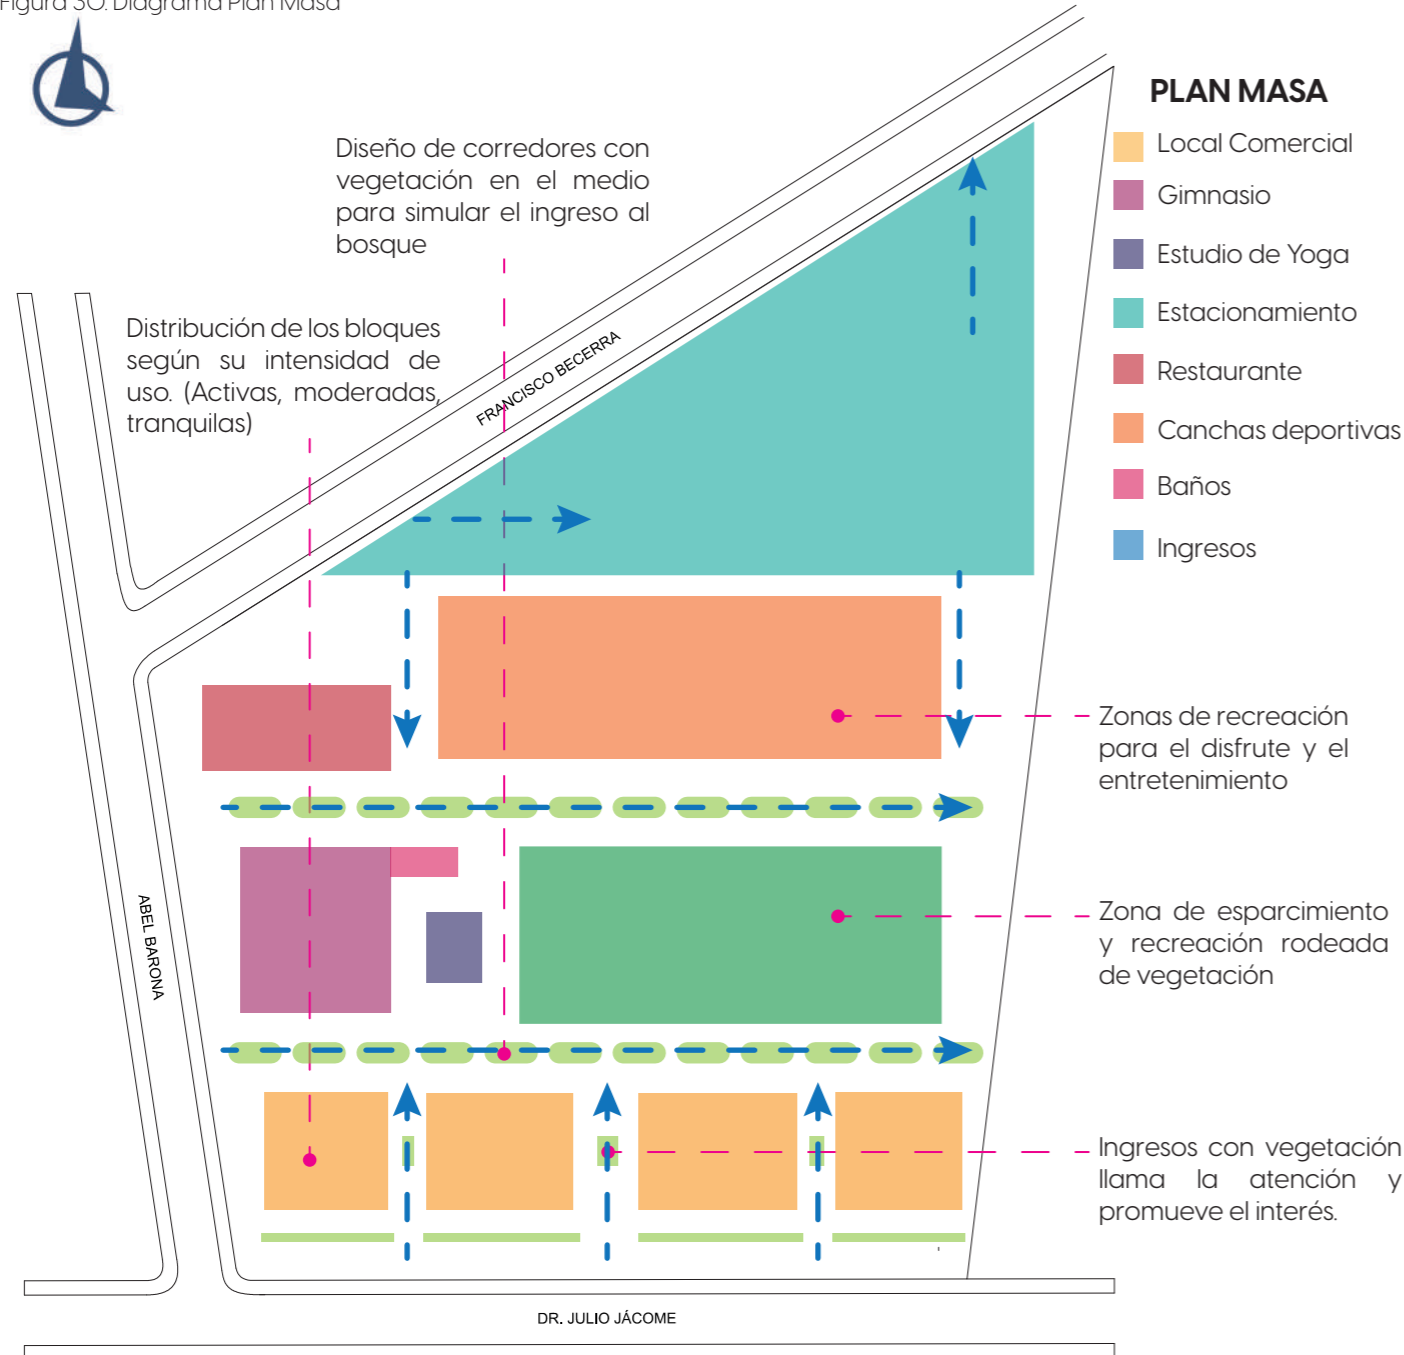 Figura 30. Diagrama Plan Masa
PLAN MASA
Local Comercial
Gimnasio
Estudio de Yoga
Estacionamiento
Restaurante
Canchas deportivas
Baños
Ingresos
Diseño de corredores con
vegetación en el medio
para simular el ingreso al
bosque
Distribución de los bloques
según su intensidad de
uso. (Activas, moderadas,
tranquilas)
FRANCISCO BECERRA
Zonas de recreación
para el disfrute y el
entretenimiento
ABEL BARONA
Zona de esparcimiento
y recreación rodeada
de vegetación
Ingresos con vegetación
llama la atención y
promueve el interés.
DR. JULIO JÁCOME